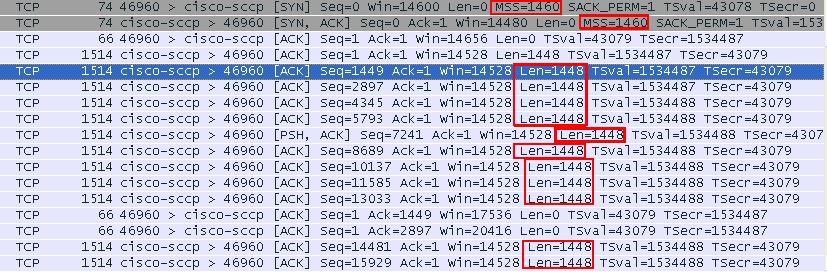 TCP 74 46960 > cisco-sccp [SYN] Seq=0 Win=14600 Len=0 MSS=1460 SACK_PERM=1 TSval=43078 TSecr=0
TCP 74 cisco-sccp > 46960 [SYN, ACK] Seq=0 Ack=1 Win=14480 Len=0 MSS=1460 SACK_PERM=1 TSval=153
TCP 66 46960 > cisco-sccp [ACK] Seq=1 Ack=1 Win=14656 Len=0 TSval=43079 TSecr=1534487
TCP 1514 cisco-sccp > 46960 [ACK] Seq=1 Ack=1 Win=14528 Len=1448 TSval=1534487 TSecr=43079
TCP 1514 cisco-sccp > 46960 [ACK] Seq=1449 Ack=1 Win=14528 Len=1448 TSval=1534487 TSecr=43079
TCP 1514 cisco-sccp > 46960 [ACK] Seq=2897 Ack=1 Win=14528 Len=1448 TSval=1534487 TSecr=43079
TCP 1514 cisco-sccp > 46960 [ACK] Seq=4345 Ack=1 Win=14528 Len=1448 TSval=1534488 TSecr=43079
TCP 1514 cisco-sccp > 46960 [ACK] Seq=5793 Ack=1 Win=14528 Len=1448 TSval=1534488 TSecr=43079
TCP 1514 cisco-sccp > 46960 [PSH, ACK] Seq=7241 Ack=1 Win=14528 Len=1448 TSval=1534488 TSecr=4307
TCP 1514 cisco-sccp > 46960 [ACK] Seq=8689 Ack=1 Win=14528 Len=1448 TSval=1534488 TSecr=43079
TCP 1514 cisco-sccp > 46960 [ACK] Seq=10137 Ack=1 Win=14528 Len=1448 TSval=1534488 TSecr=43079
TCP 1514 cisco-sccp > 46960 [ACK] Seq=11585 Ack=1 Win=14528 Len=1448 TSval=1534488 TSecr=43079
TCP 1514 cisco-sccp > 46960 [ACK] Seq=13033 Ack=1 Win=14528 Len=1448 TSval=1534488 TSecr=43079
TCP 66 46960 > cisco-sccp [ACK] Seq=1 Ack=1449 Win=17536 Len=0 TSval=43079 TSecr=1534487
TCP 66 46960 > cisco-sccp [ACK] Seq=1 Ack=2897 Win=20416 Len=0 TSval=43079 TSecr=1534487
TCP 1514 cisco-sccp > 46960 [ACK] Seq=14481 Ack=1 Win=14528 Len=1448 TSval=1534488 TSecr=43079
TCP 1514 cisco-sccp > 46960 [ACK] Seq=15929 Ack=1 Win=14528 Len=1448 TSval=1534488 TSecr=43079